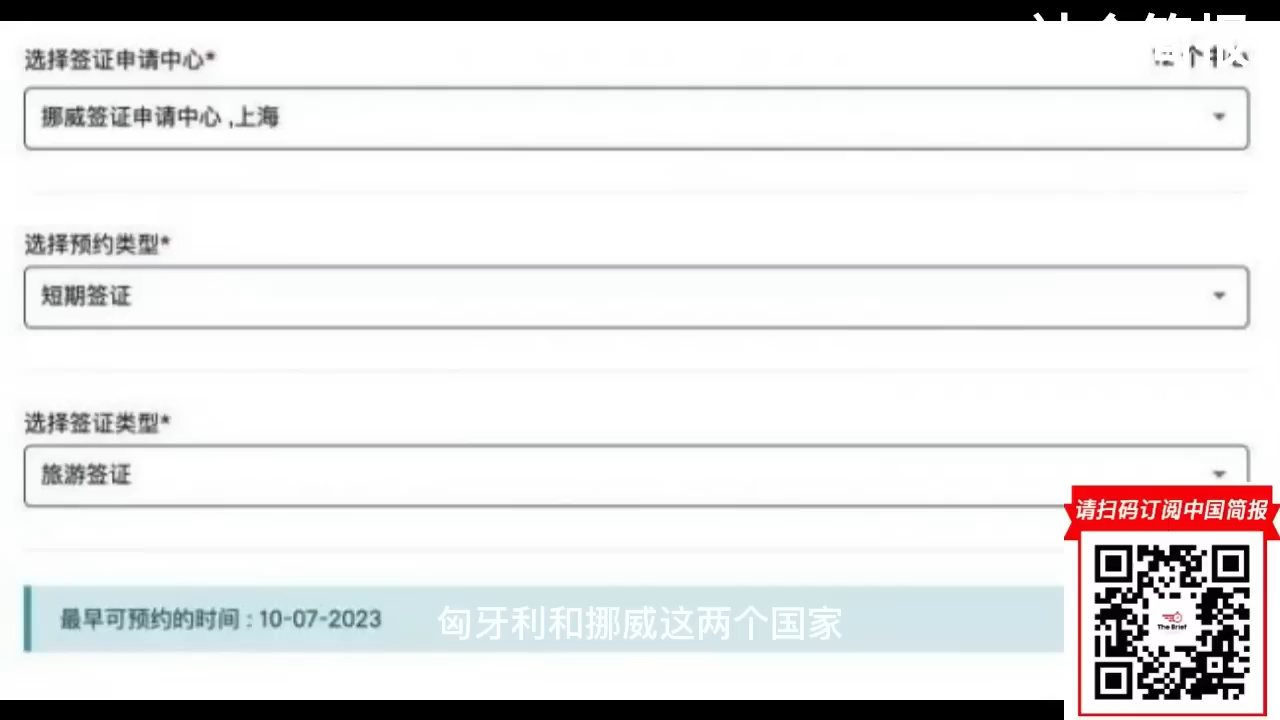 选择签证申请中心*
挪威签证申请中心 ,上海
选择预约类型*
短期签证
选择签证类型*
旅游签证
最早可预约的时间 : 10-07-2023
匈牙利和挪威这两个国家
请扫码订阅中国简报
The Brief